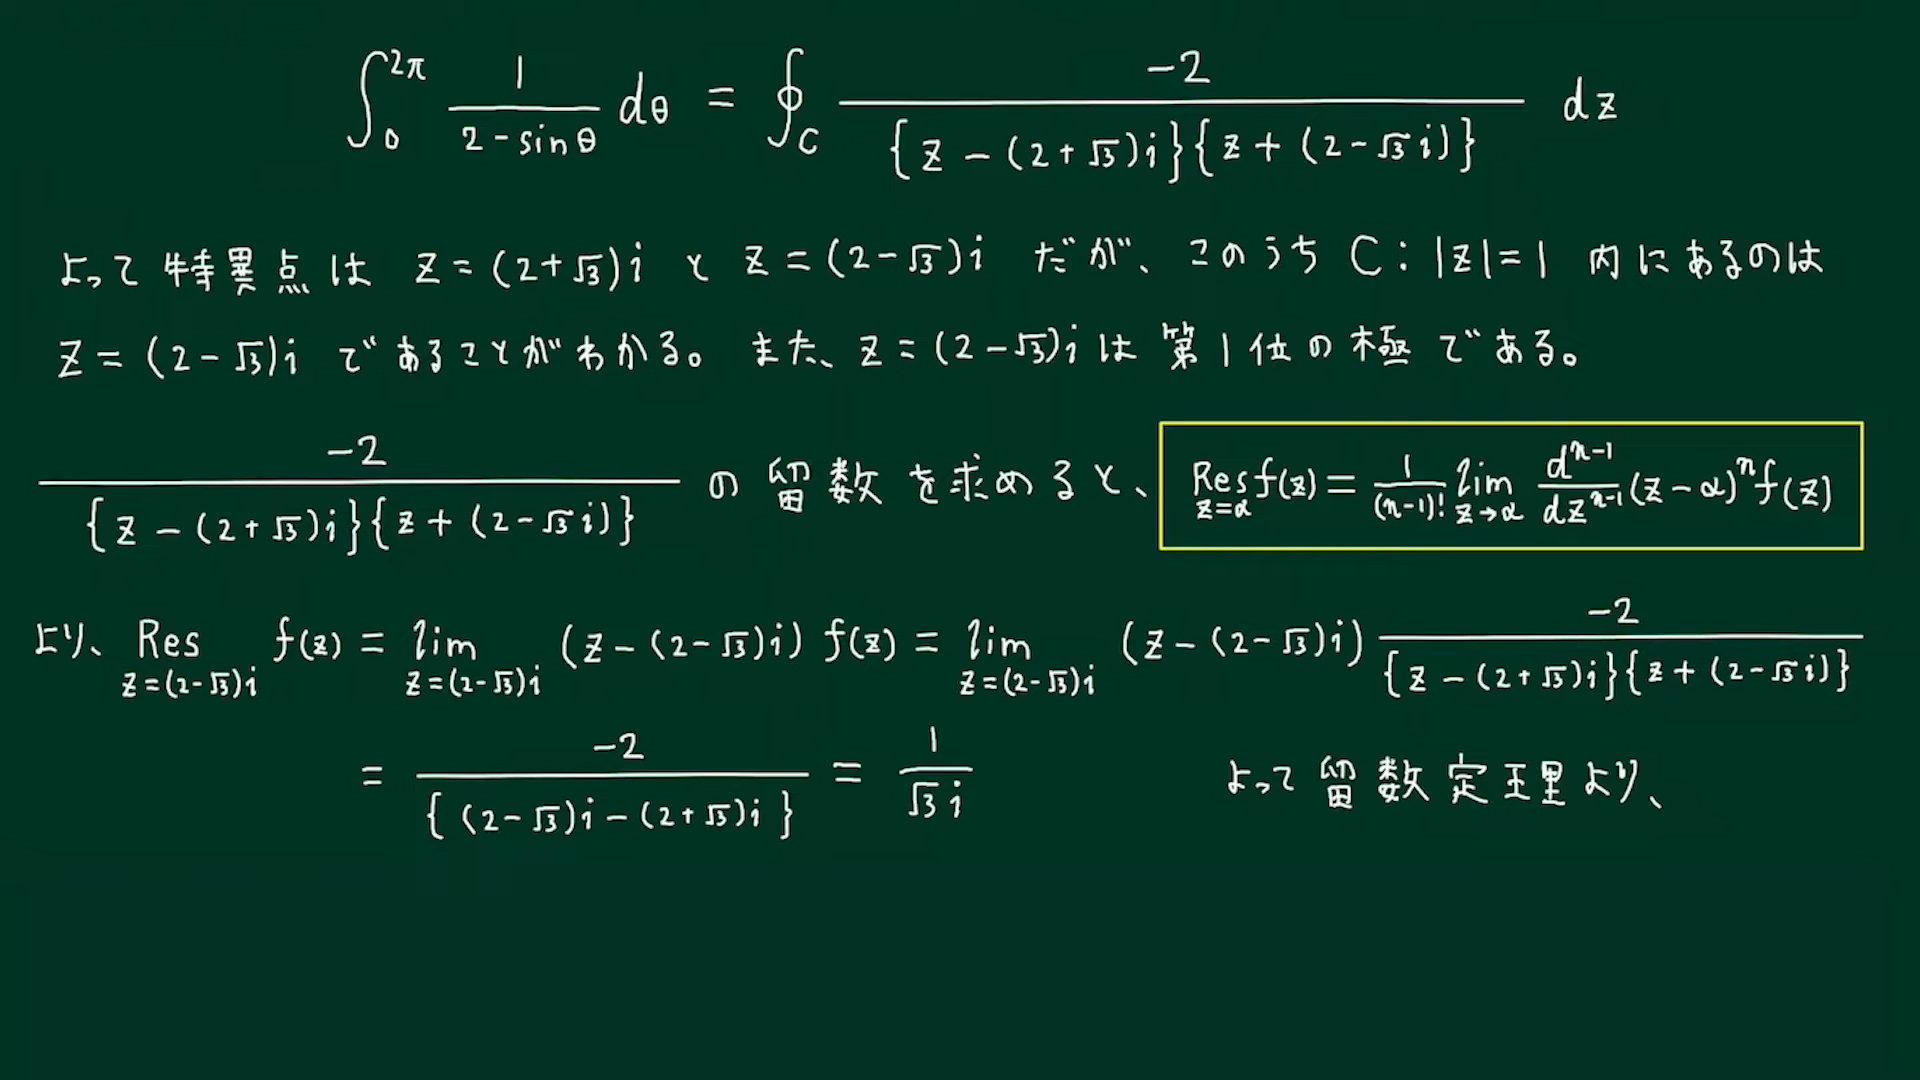 ∫₀^{2π} 1/(2-sinθ) dθ = ∮_C -2/({z-(2+√3)i}{z+(2-√3i)}) dz
よって特異点は z=(2+√3)i と z=(2-√3)i だが、このうち C:|z|=1 内にあるのは
z=(2-√3)i であることがわかる。また、z=(2-√3)i は第1位の極である。
-2/({z-(2+√3)i}{z+(2-√3i)}) の留数を求めると、 Res_{z=α} f(z) = 1/(n-1)! lim_{z→α} d^{n-1}/dz^{n-1} (z-α)^n f(z)
より、Res_{z=(2-√3)i} f(z) = lim_{z=(2-√3)i} (z-(2-√3)i) f(z) = lim_{z=(2-√3)i} (z-(2-√3)i) -2/({z-(2+√3)i}{z+(2-√3i)})
= -2/{(2-√3)i-(2+√3)i} = 1/(√3i) よって留数定理より、